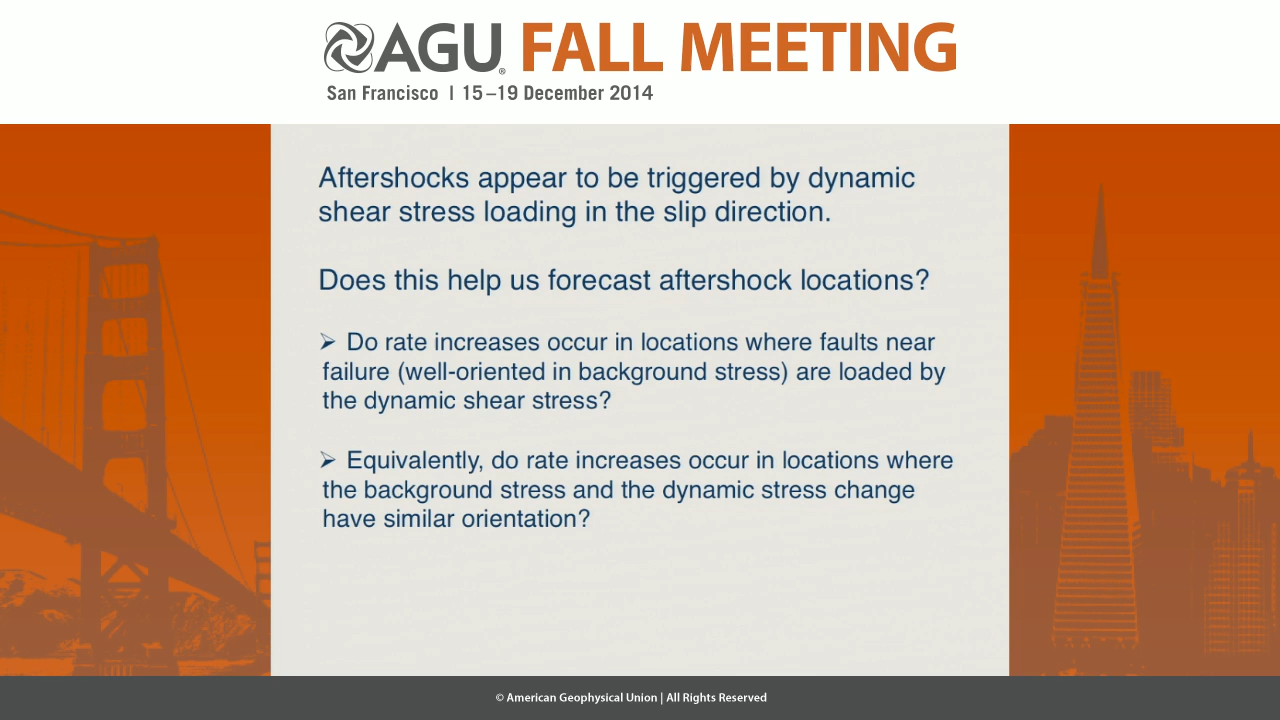 AGU® FALL MEETING
San Francisco | 15–19 December 2014
Aftershocks appear to be triggered by dynamic
shear stress loading in the slip direction.
Does this help us forecast aftershock locations?
➢ Do rate increases occur in locations where faults near
failure (well-oriented in background stress) are loaded by
the dynamic shear stress?
➢ Equivalently, do rate increases occur in locations where
the background stress and the dynamic stress change
have similar orientation?
© American Geophysical Union | All Rights Reserved